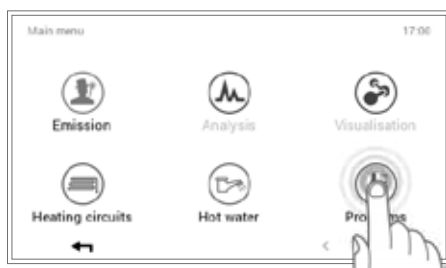 Main menu 17:00
Emission Analysis Visualisation
Heating circuits Hot water